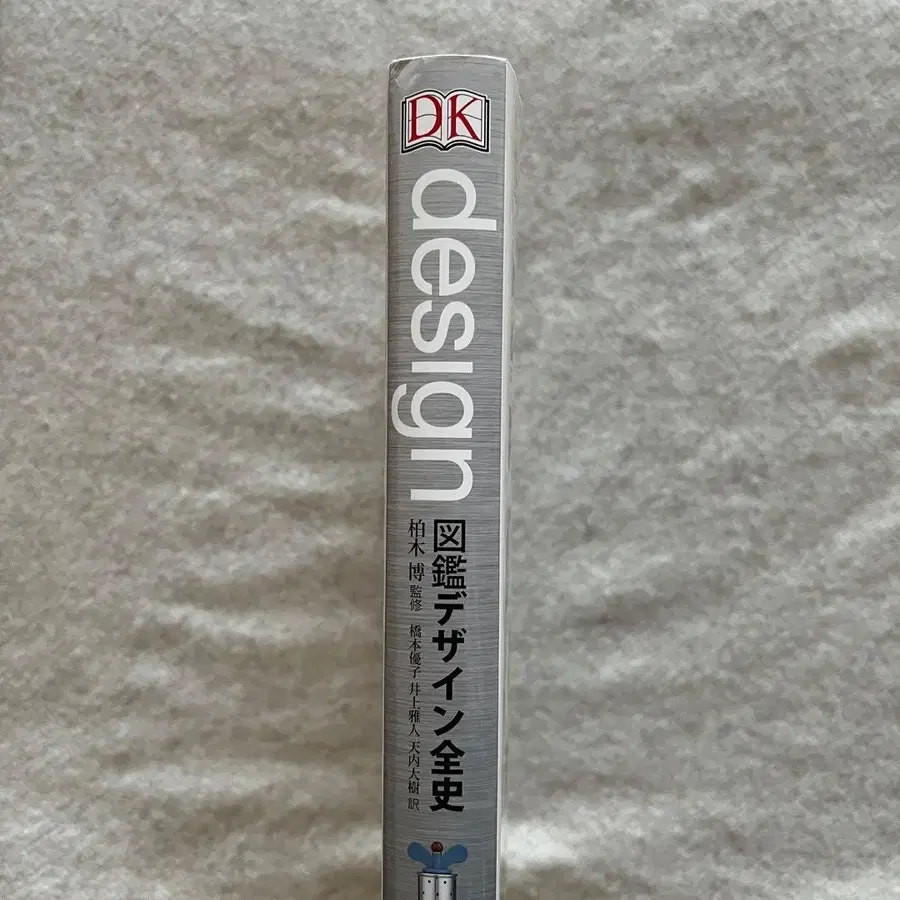 DK
design
図鑑デザイン全史
柏木 博 監修 橋本優子 井上雅人 天内大樹 訳